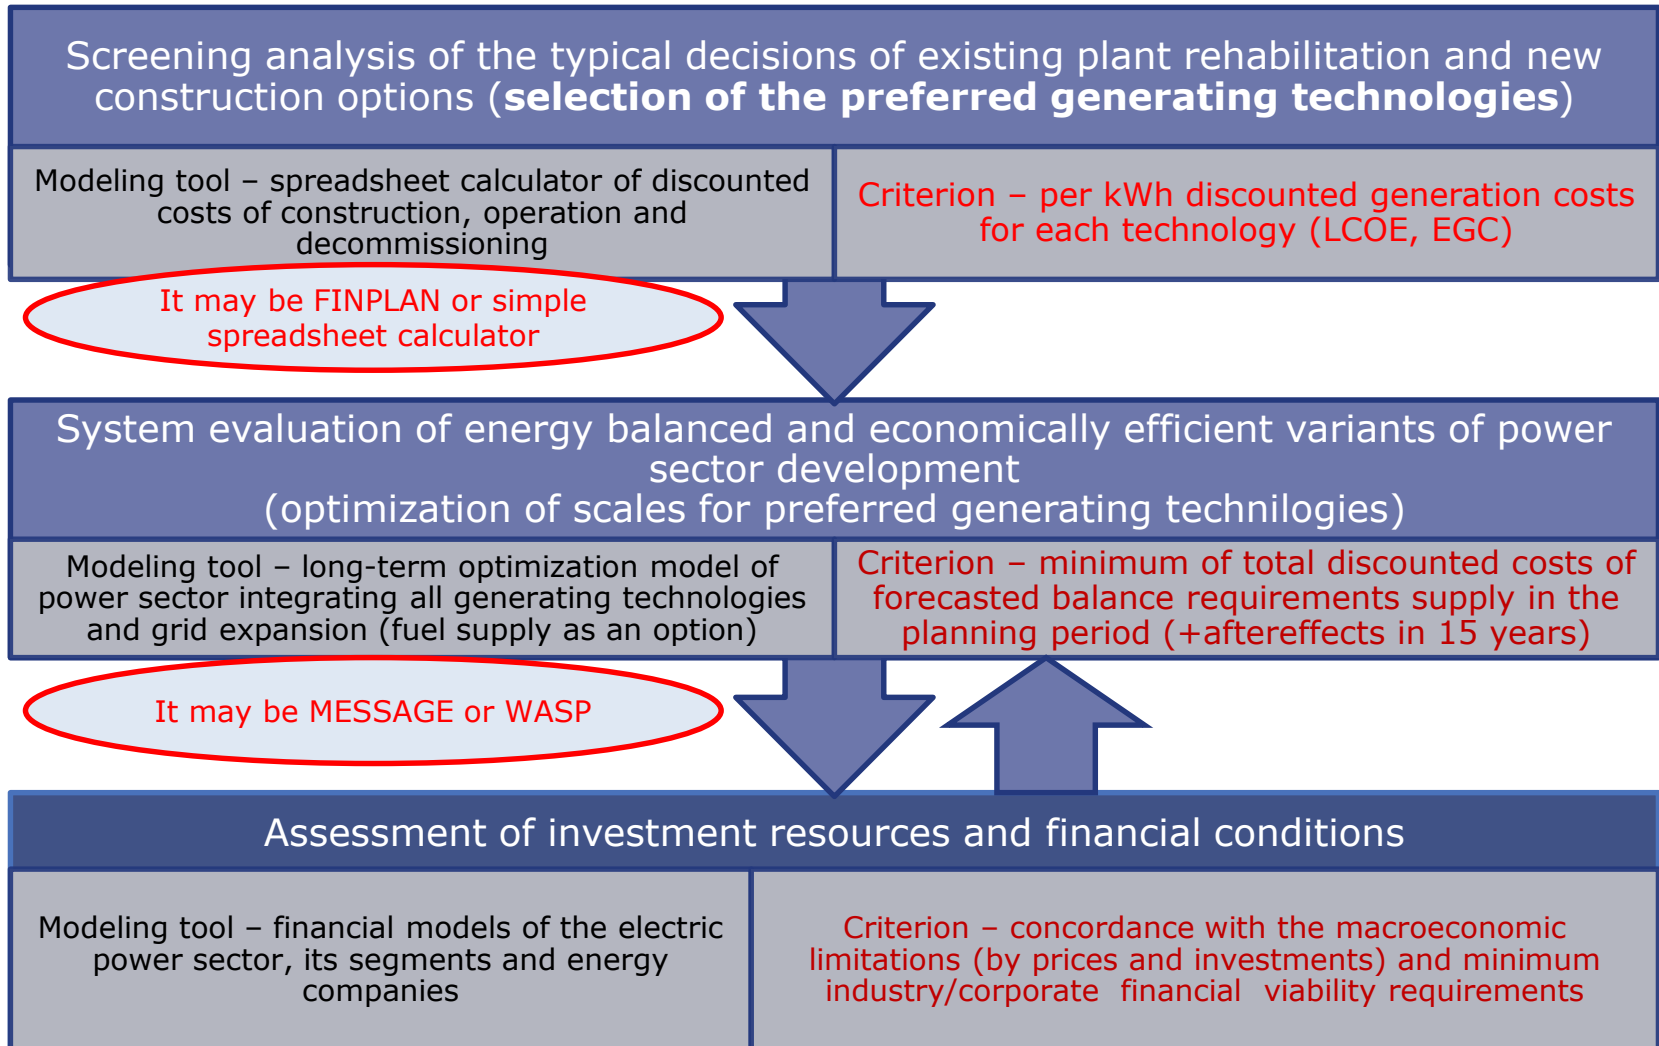 Screening analysis of the typical decisions of existing plant rehabilitation and new
construction options (selection of the preferred generating technologies)
Modeling tool – spreadsheet calculator of discounted
costs of construction, operation and
decommissioning
Criterion – per kWh discounted generation costs
for each technology (LCOE, EGC)
It may be FINPLAN or simple
spreadsheet calculator
System evaluation of energy balanced and economically efficient variants of power
sector development
(optimization of scales for preferred generating technilogies)
Modeling tool – long-term optimization model of
power sector integrating all generating technologies
and grid expansion (fuel supply as an option)
Criterion – minimum of total discounted costs of
forecasted balance requirements supply in the
planning period (+aftereffects in 15 years)
It may be MESSAGE or WASP
Assessment of investment resources and financial conditions
Modeling tool – financial models of the electric
power sector, its segments and energy
companies
Criterion – concordance with the macroeconomic
limitations (by prices and investments) and minimum
industry/corporate financial viability requirements